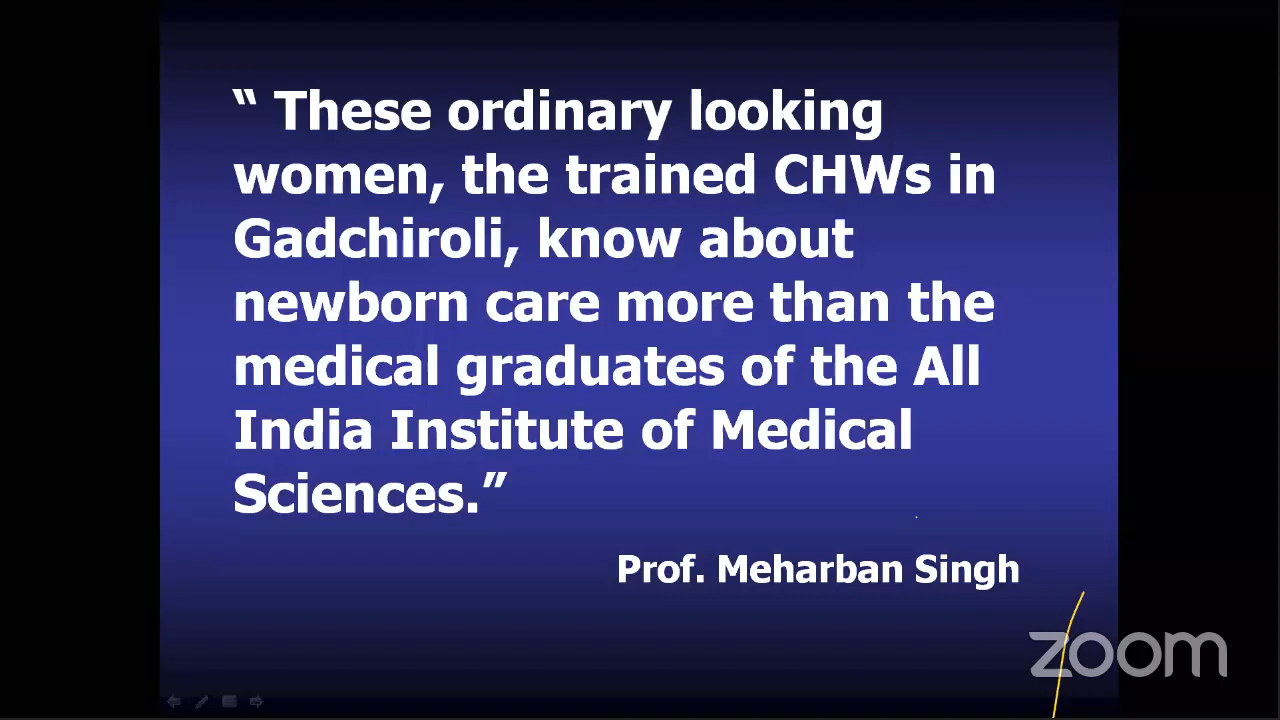 “ These ordinary looking
women, the trained CHWs in
Gadchiroli, know about
newborn care more than the
medical graduates of the All
India Institute of Medical
Sciences.”
Prof. Meharban Singh
zoom